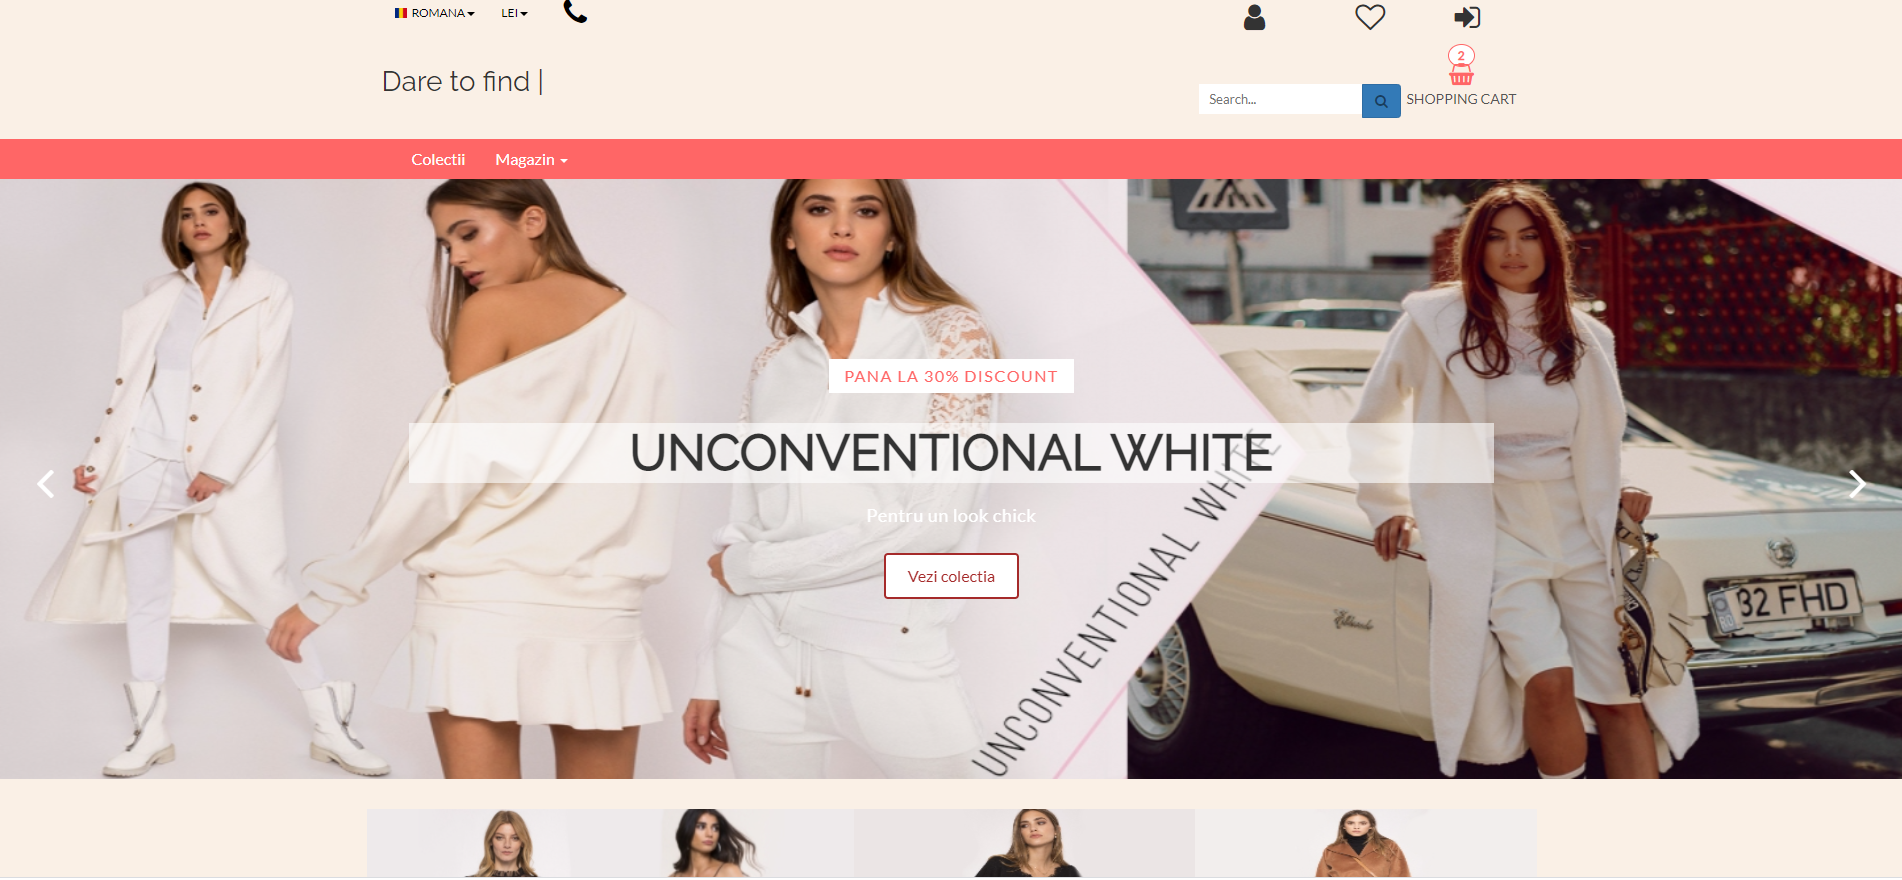 ROMANA
LEI
Dare to find |
2
Search...
SHOPPING CART
Colectii
Magazin
PANA LA 30% DISCOUNT
UNCONVENTIONAL WHITE
Pentru un look chick
Vezi colectia
UNCONVENTIONAL WHITE
32 FHD